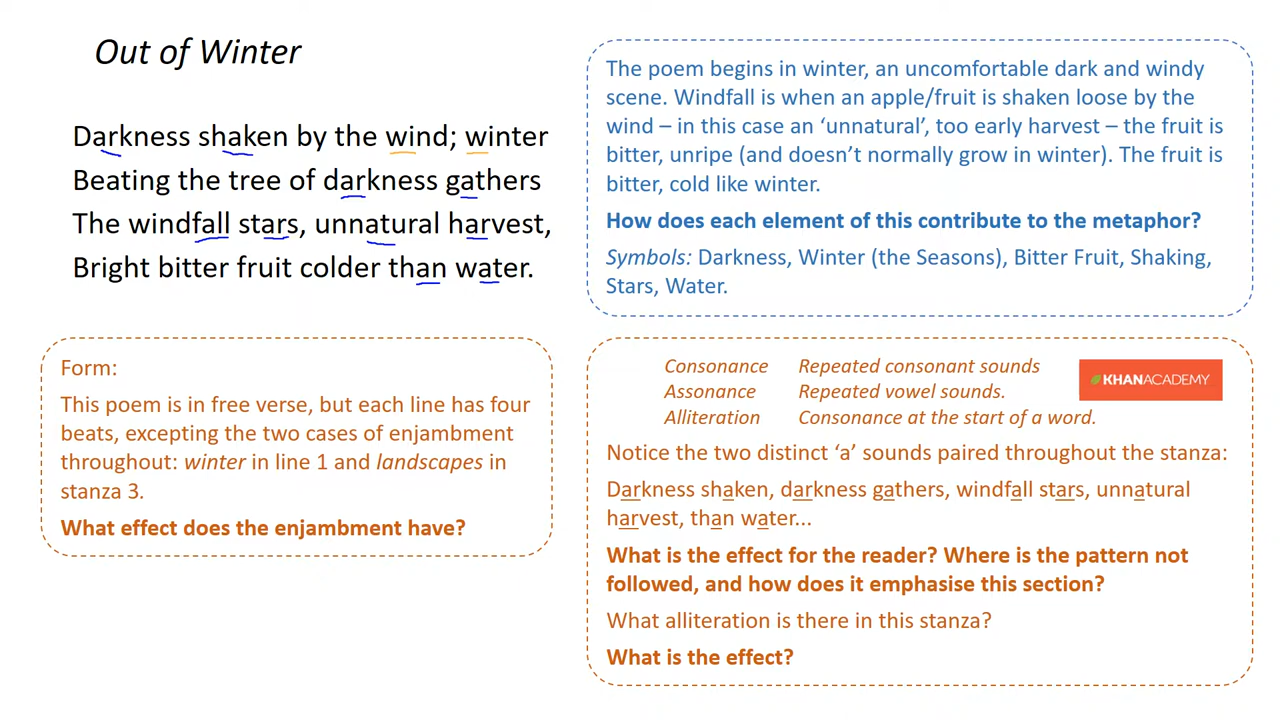 Out of Winter
Darkness shaken by the wind; winter
Beating the tree of darkness gathers
The windfall stars, unnatural harvest,
Bright bitter fruit colder than water.
The poem begins in winter, an uncomfortable dark and windy
scene. Windfall is when an apple/fruit is shaken loose by the
wind – in this case an ‘unnatural’, too early harvest – the fruit is
bitter, unripe (and doesn’t normally grow in winter). The fruit is
bitter, cold like winter.
How does each element of this contribute to the metaphor?
Symbols: Darkness, Winter (the Seasons), Bitter Fruit, Shaking,
Stars, Water.
Form:
This poem is in free verse, but each line has four
beats, excepting the two cases of enjambment
throughout: winter in line 1 and landscapes in
stanza 3.
What effect does the enjambment have?
Consonance Repeated consonant sounds
Assonance Repeated vowel sounds.
Alliteration Consonance at the start of a word.
KHANACADEMY
Notice the two distinct ‘a’ sounds paired throughout the stanza:
Darkness shaken, darkness gathers, windfall stars, unnatural
harvest, than water...
What is the effect for the reader? Where is the pattern not
followed, and how does it emphasise this section?
What alliteration is there in this stanza?
What is the effect?